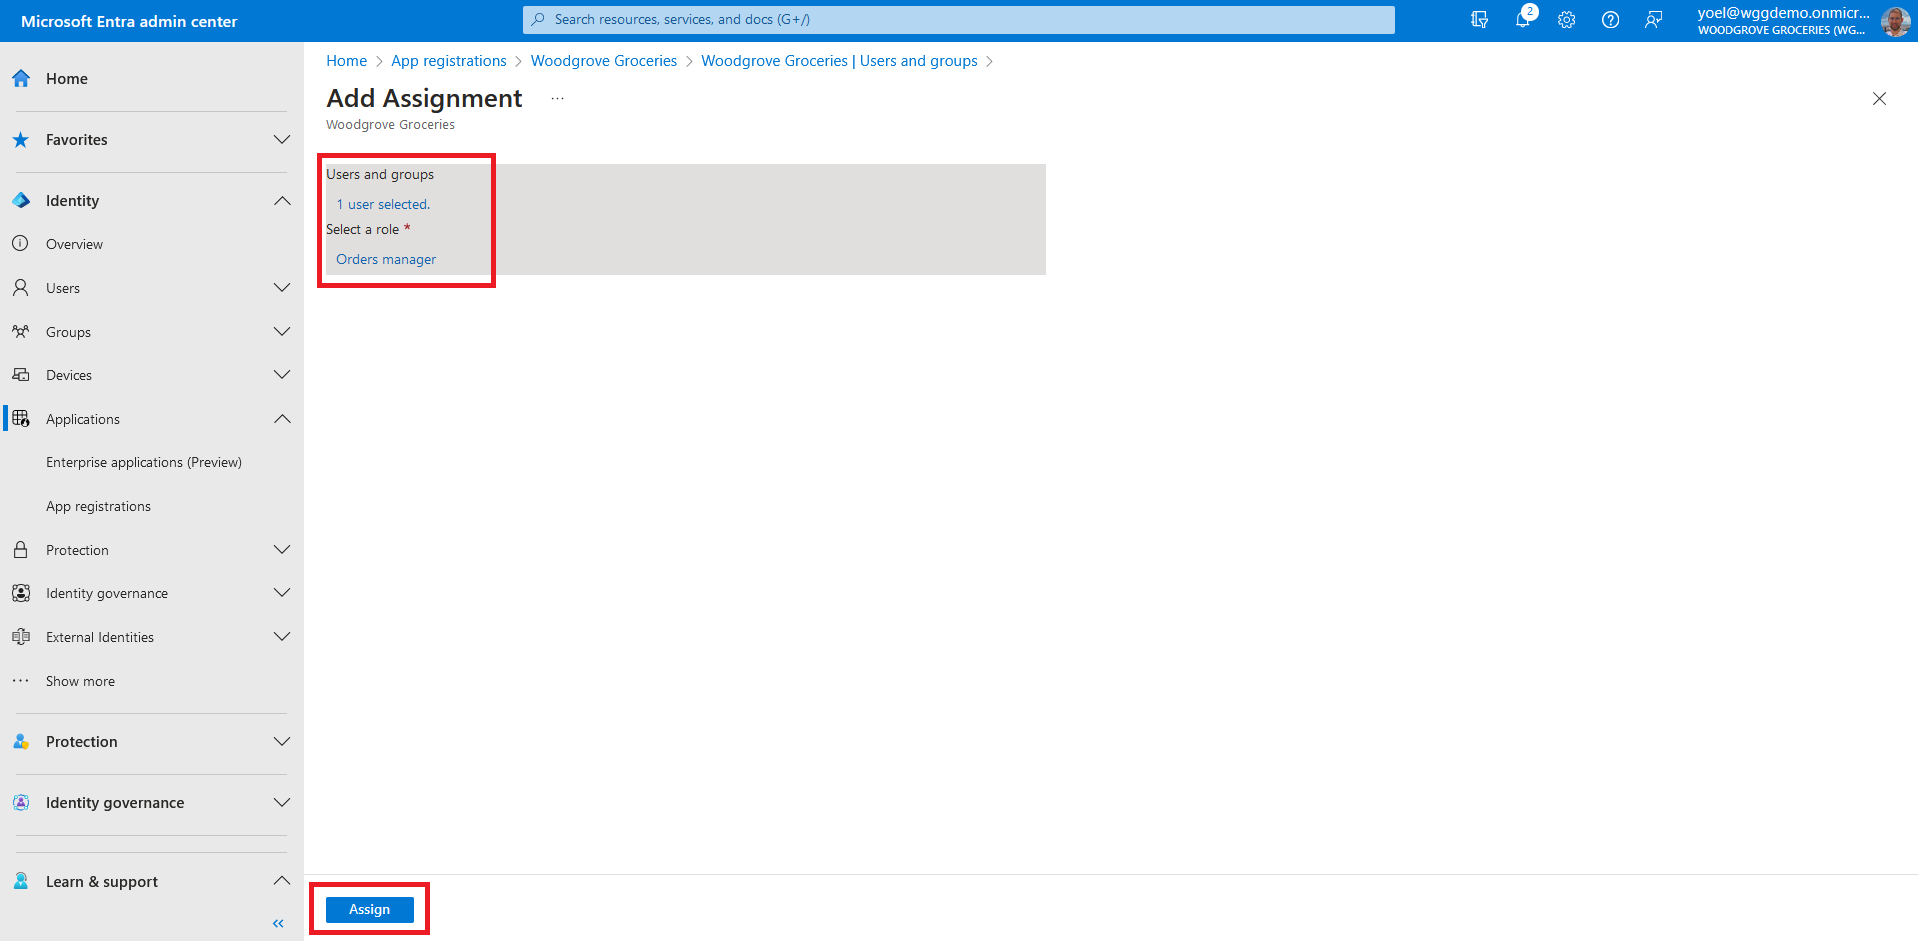 Microsoft Entra admin center
Search resources, services, and docs (G+/)
2
yoel@wggdemo.onmicr...
WOODGROVE GROCERIES (WG...
Home
Favorites
Identity
Overview
Users
Groups
Devices
Applications
Enterprise applications (Preview)
App registrations
Protection
Identity governance
External Identities
Show more
Protection
Identity governance
Learn & support
Home > App registrations > Woodgrove Groceries > Woodgrove Groceries | Users and groups >
Add Assignment ...
Woodgrove Groceries
Users and groups
1 user selected.
Select a role *
Orders manager
Assign